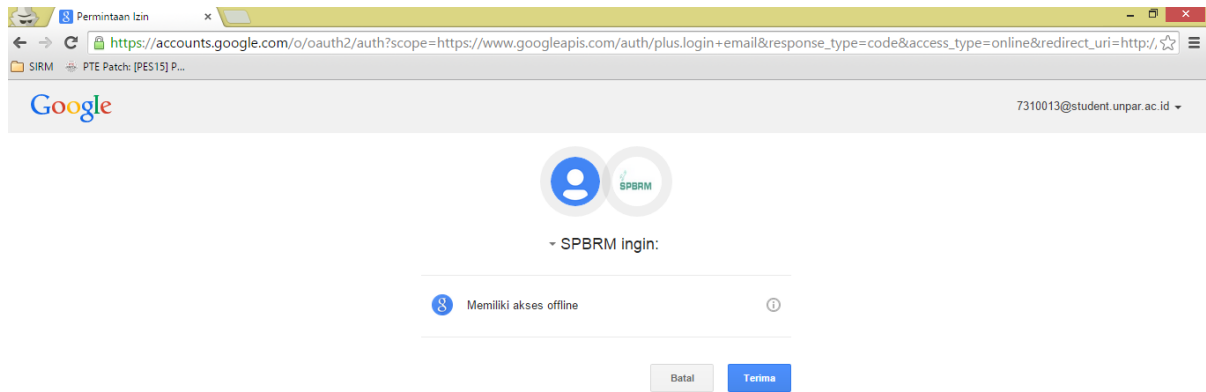 Permintaan Izin
https://accounts.google.com/o/oauth2/auth?scope=https://www.googleapis.com/auth/plus.login+email&response_type=code&access_type=online&redirect_uri=http:/
SIRM PTE Patch: [PES15] P...
Google 7310013@student.unpar.ac.id
SPBRM
SPBRM ingin:
8 Memiliki akses offline
Batal Terima